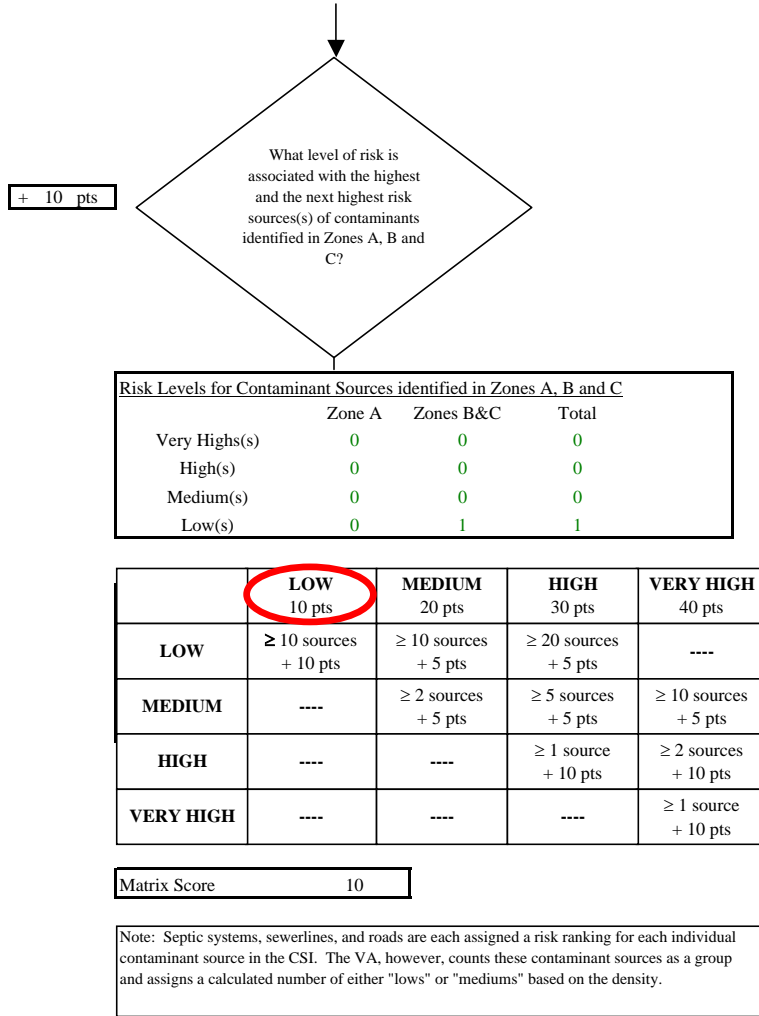 What level of risk is
associated with the highest
and the next highest risk
sources(s) of contaminants
identified in Zones A, B and
C?
+ 10 pts
Risk Levels for Contaminant Sources identified in Zones A, B and C
Zone A Zones B&C Total
Very Highs(s) 0 0 0
High(s) 0 0 0
Medium(s) 0 0 0
Low(s) 0 1 1
LOW MEDIUM HIGH VERY HIGH
10 pts 20 pts 30 pts 40 pts
LOW ≥ 10 sources + 10 pts ≥ 10 sources + 5 pts ≥ 20 sources + 5 pts ----
MEDIUM ---- ≥ 2 sources + 5 pts ≥ 5 sources + 5 pts ≥ 10 sources + 5 pts
HIGH ---- ---- ≥ 1 source + 10 pts ≥ 2 sources + 10 pts
VERY HIGH ---- ---- ---- ≥ 1 source + 10 pts
Matrix Score 10
Note: Septic systems, sewerlines, and roads are each assigned a risk ranking for each individual
contaminant source in the CSI. The VA, however, counts these contaminant sources as a group
and assigns a calculated number of either "lows" or "mediums" based on the density.